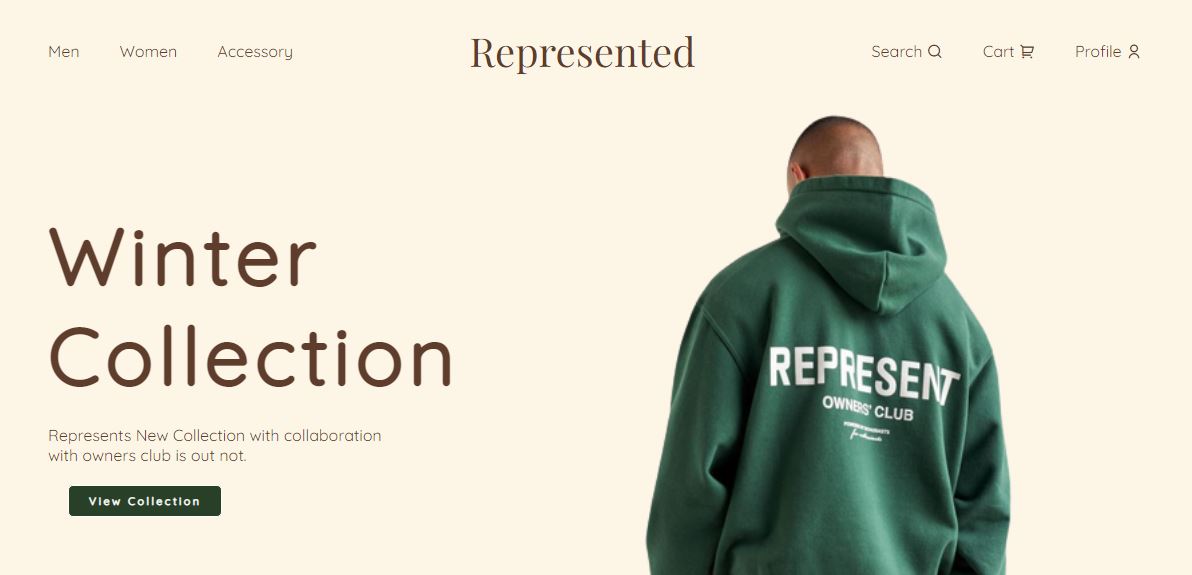 Men Women Accessory Represented Search Cart Profile
Winter
Collection
Represents New Collection with collaboration
with owners club is out not.
View Collection
REPRESENT
OWNERS' CLUB